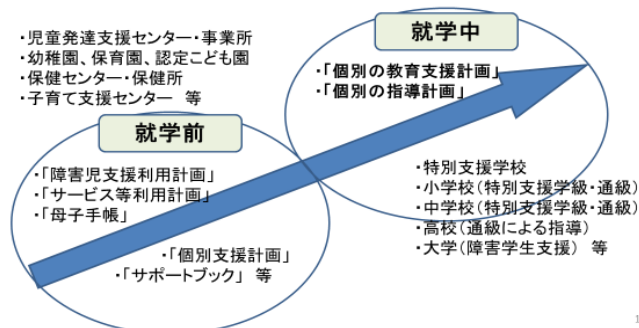 ・児童発達支援センター・事業所
・幼稚園、保育園、認定こども園
・保健センター・保健所
・子育て支援センター 等
就学前
・「障害児支援利用計画」
・「サービス等利用計画」
・「母子手帳」
・「個別支援計画」
・「サポートブック」 等
就学中
・「個別の教育支援計画」
・「個別の指導計画」
・特別支援学校
・小学校(特別支援学級・通級)
・中学校(特別支援学級・通級)
・高校(通級による指導)
・大学(障害学生支援) 等
1